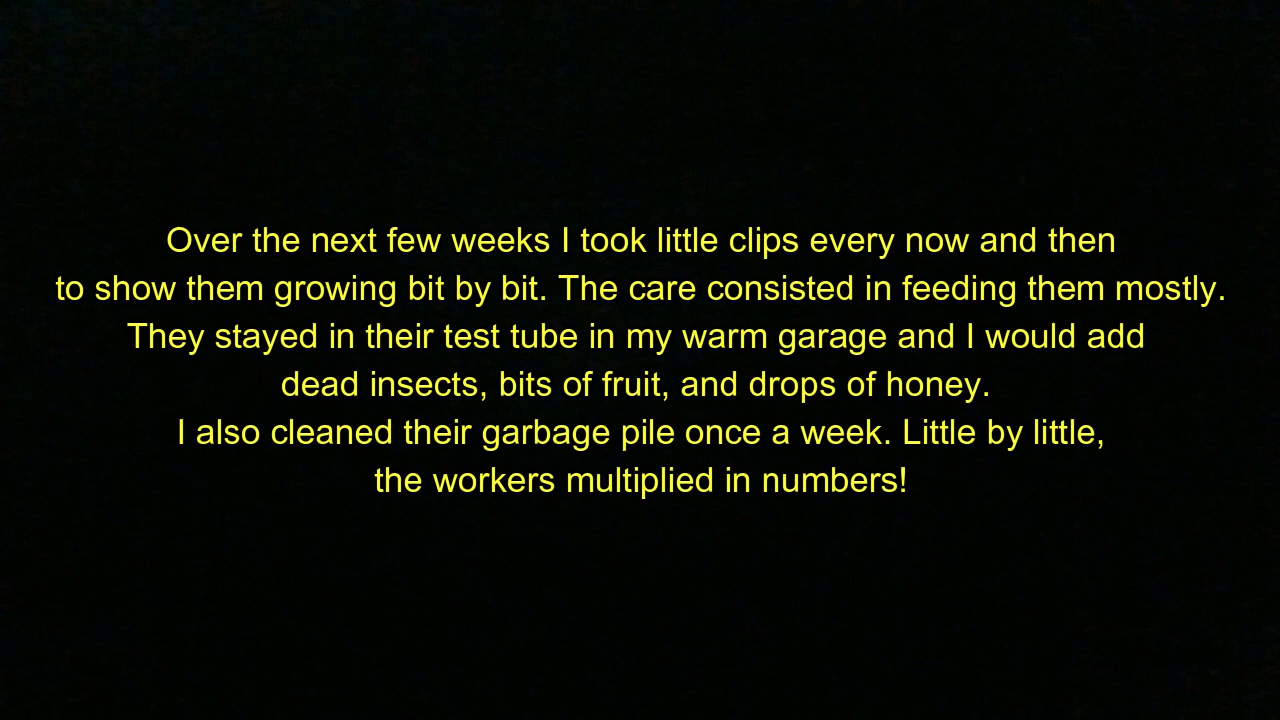 Over the next few weeks I took little clips every now and then
to show them growing bit by bit. The care consisted in feeding them mostly.
They stayed in their test tube in my warm garage and I would add
dead insects, bits of fruit, and drops of honey.
I also cleaned their garbage pile once a week. Little by little,
the workers multiplied in numbers!